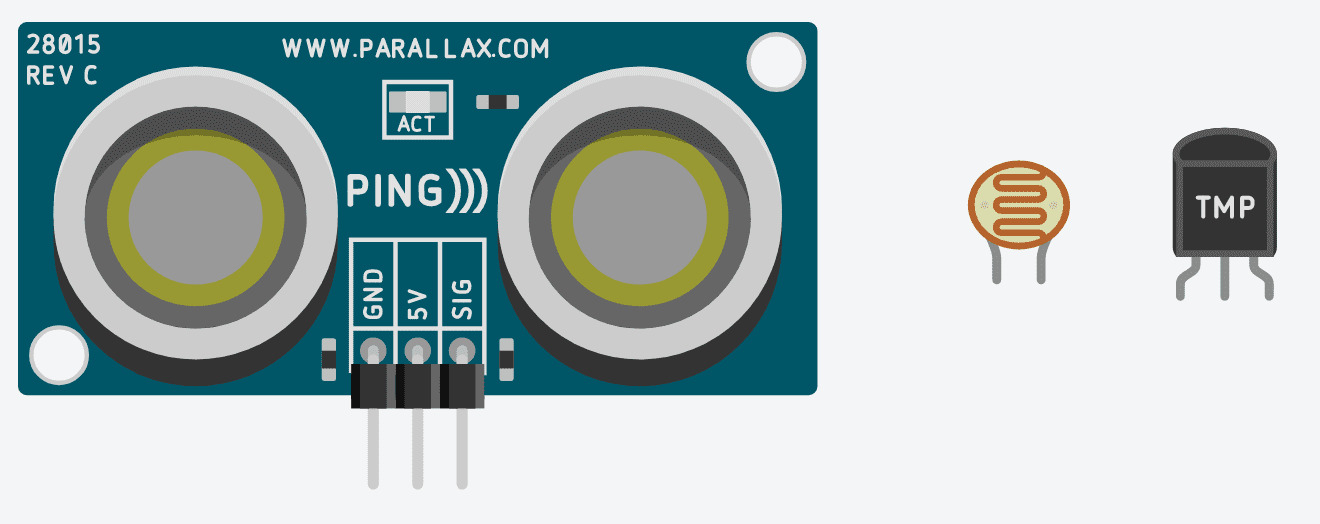 28015
REV C
WWW.PARALLAX.COM
ACT
PING)))
GND
5V
SIG
TMP